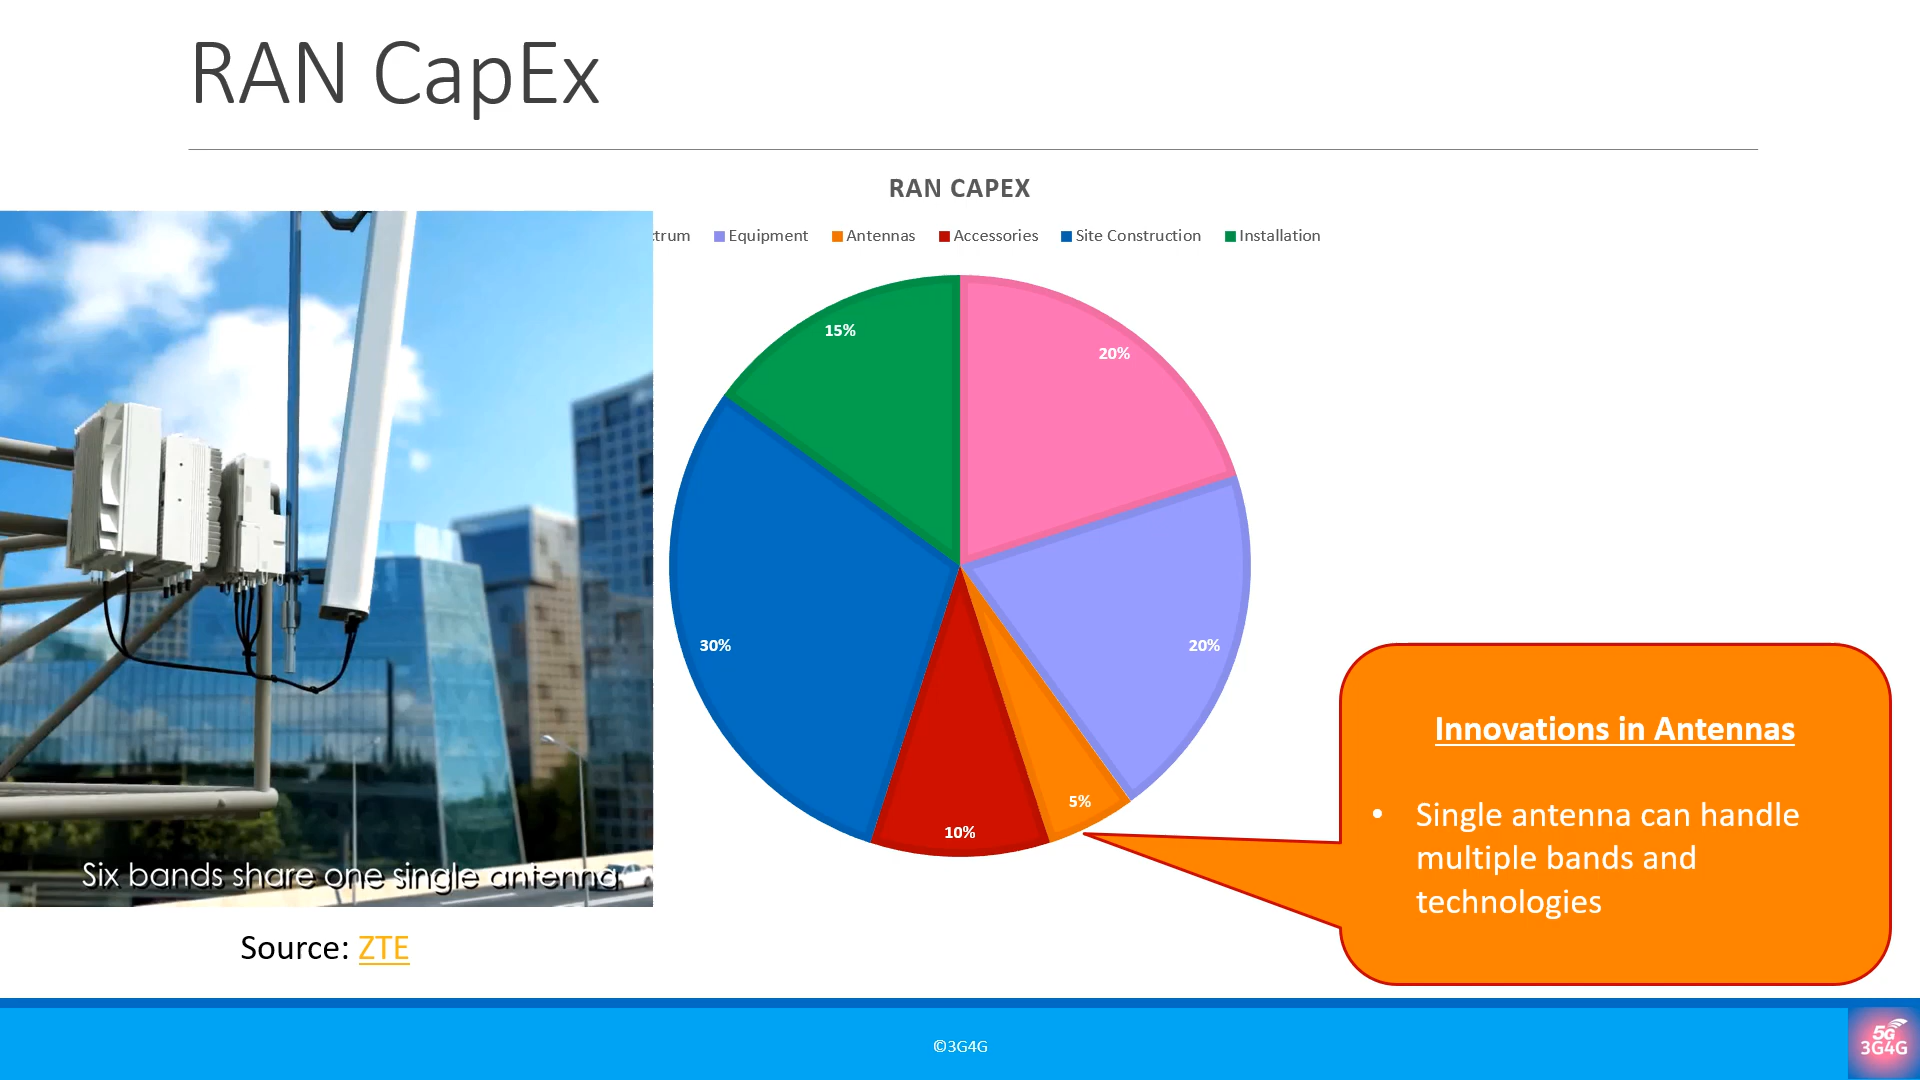 RAN CapEx
RAN CAPEX
Equipment Antennas Accessories Site Construction Installation
15%
20%
30%
20%
5%
10%
Innovations in Antennas
• Single antenna can handle
multiple bands and
technologies
Six bands share one single antenna
Source: ZTE
©3G4G
5G
3G4G